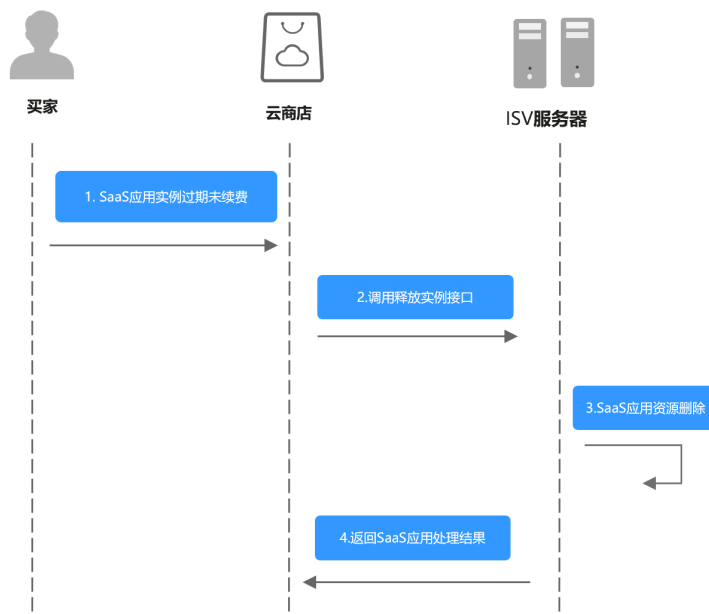 买家
云商店
ISV服务器
1. SaaS应用实例过期未续费
2.调用释放实例接口
3.SaaS应用资源删除
4.返回SaaS应用处理结果